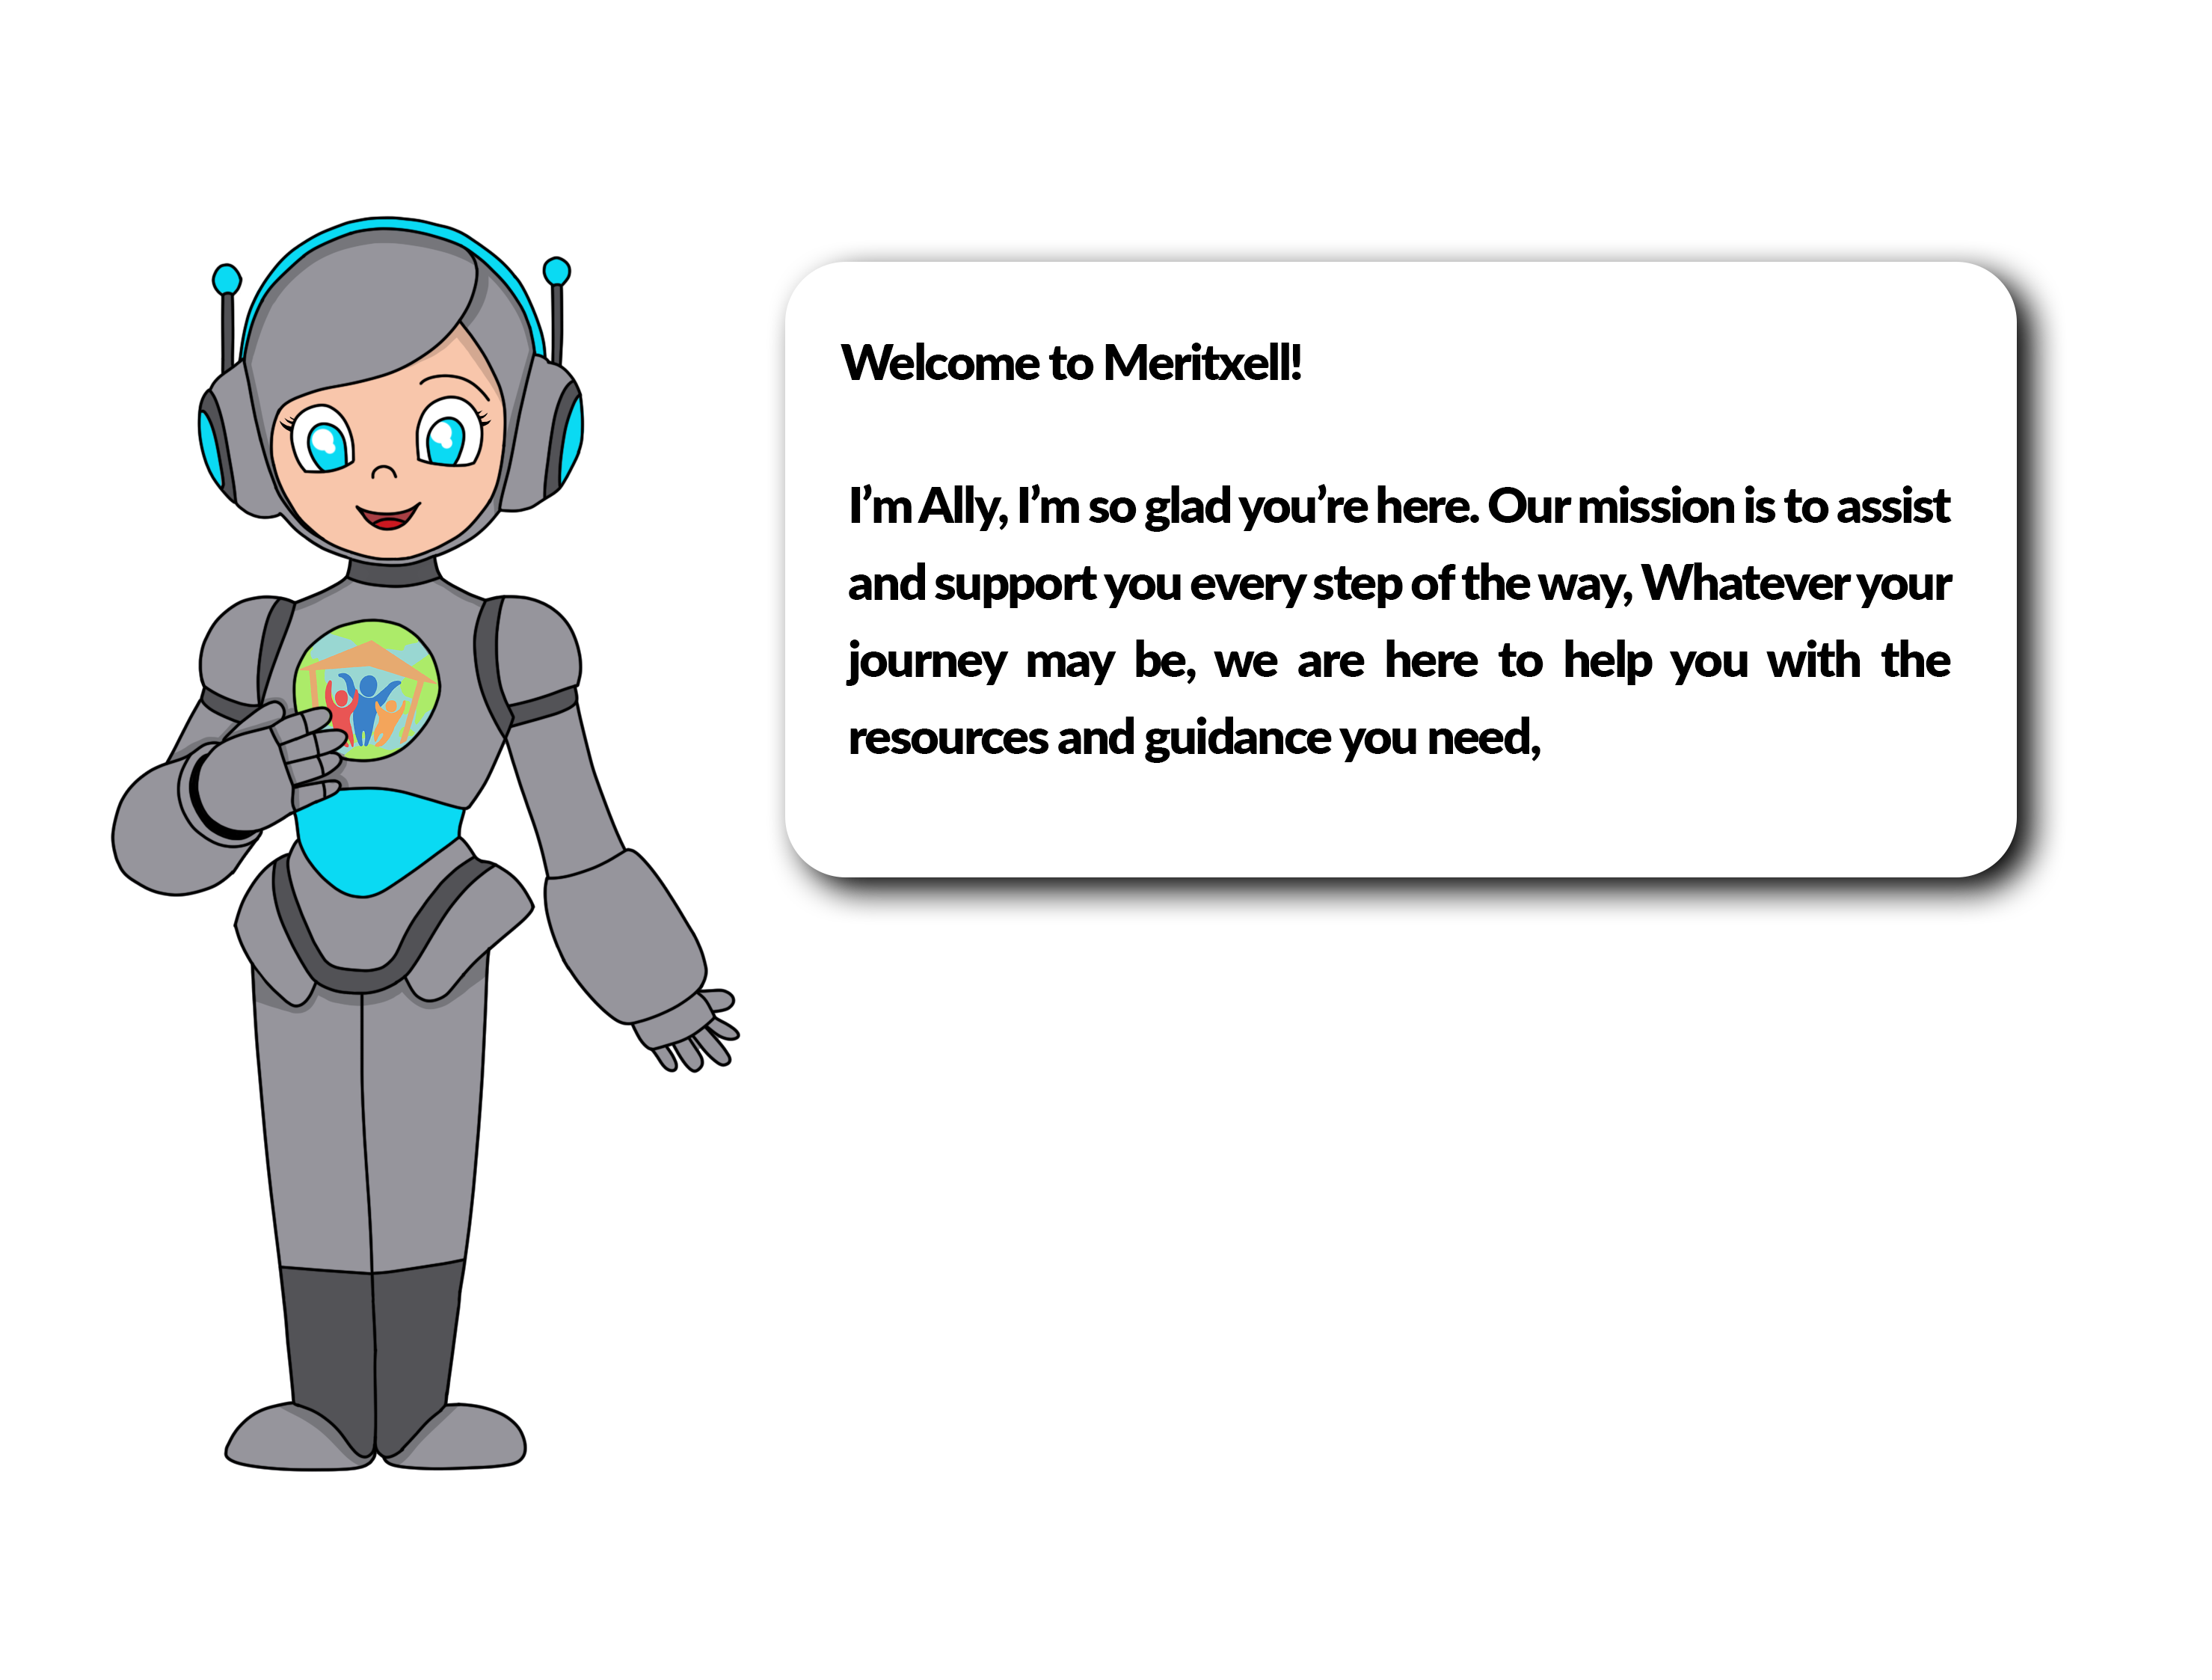 Welcome to Meritxell!
I’m Ally, I’m so glad you’re here. Our mission is to assist
and support you every step of the way, Whatever your
journey may be, we are here to help you with the
resources and guidance you need,